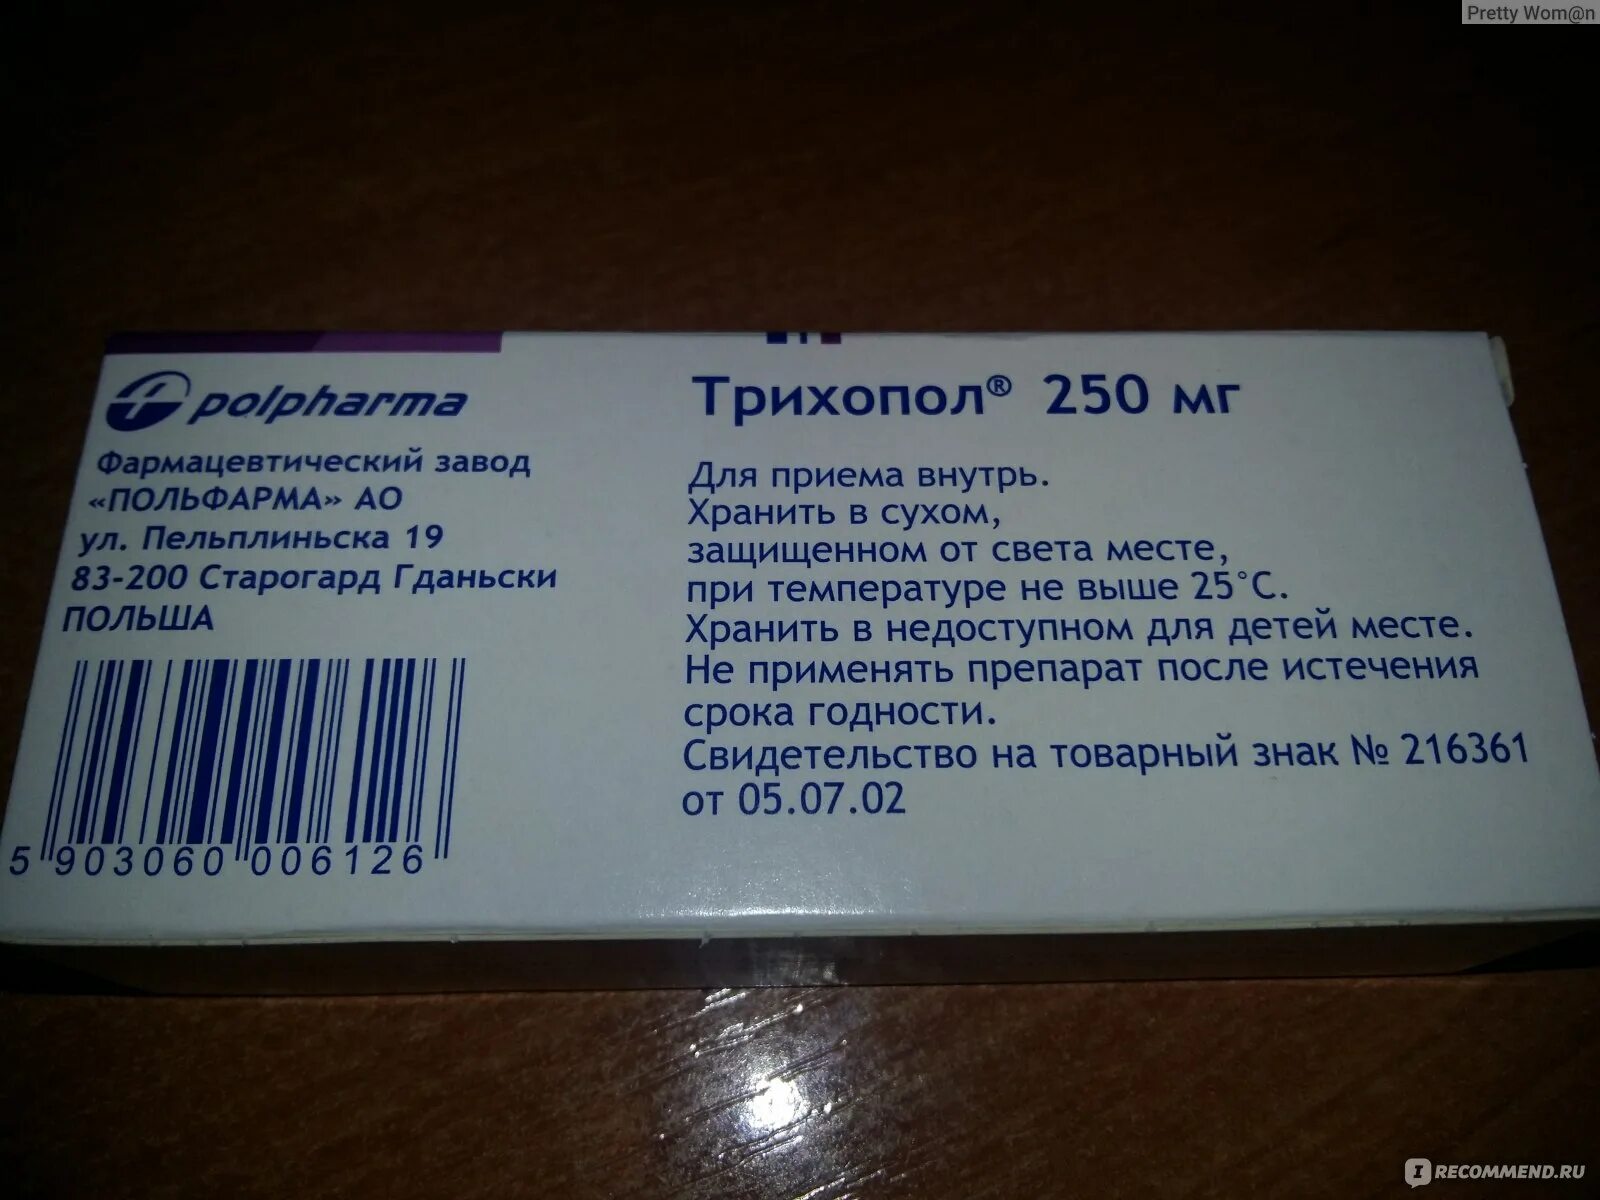 Pretty Wom@n
polpharma
Фармацевтический завод
«ПОЛЬФАРМА» АО
ул. Пельплиньска 19
83-200 Старогард Гданьски
ПОЛЬША
5 903060 006126
Трихопол® 250 мг
Для приема внутрь.
Хранить в сухом,
защищенном от света месте,
при температуре не выше 25°C.
Хранить в недоступном для детей месте.
Не применять препарат после истечения
срока годности.
Свидетельство на товарный знак № 216361
от 05.07.02
I RECOMMEND.RU